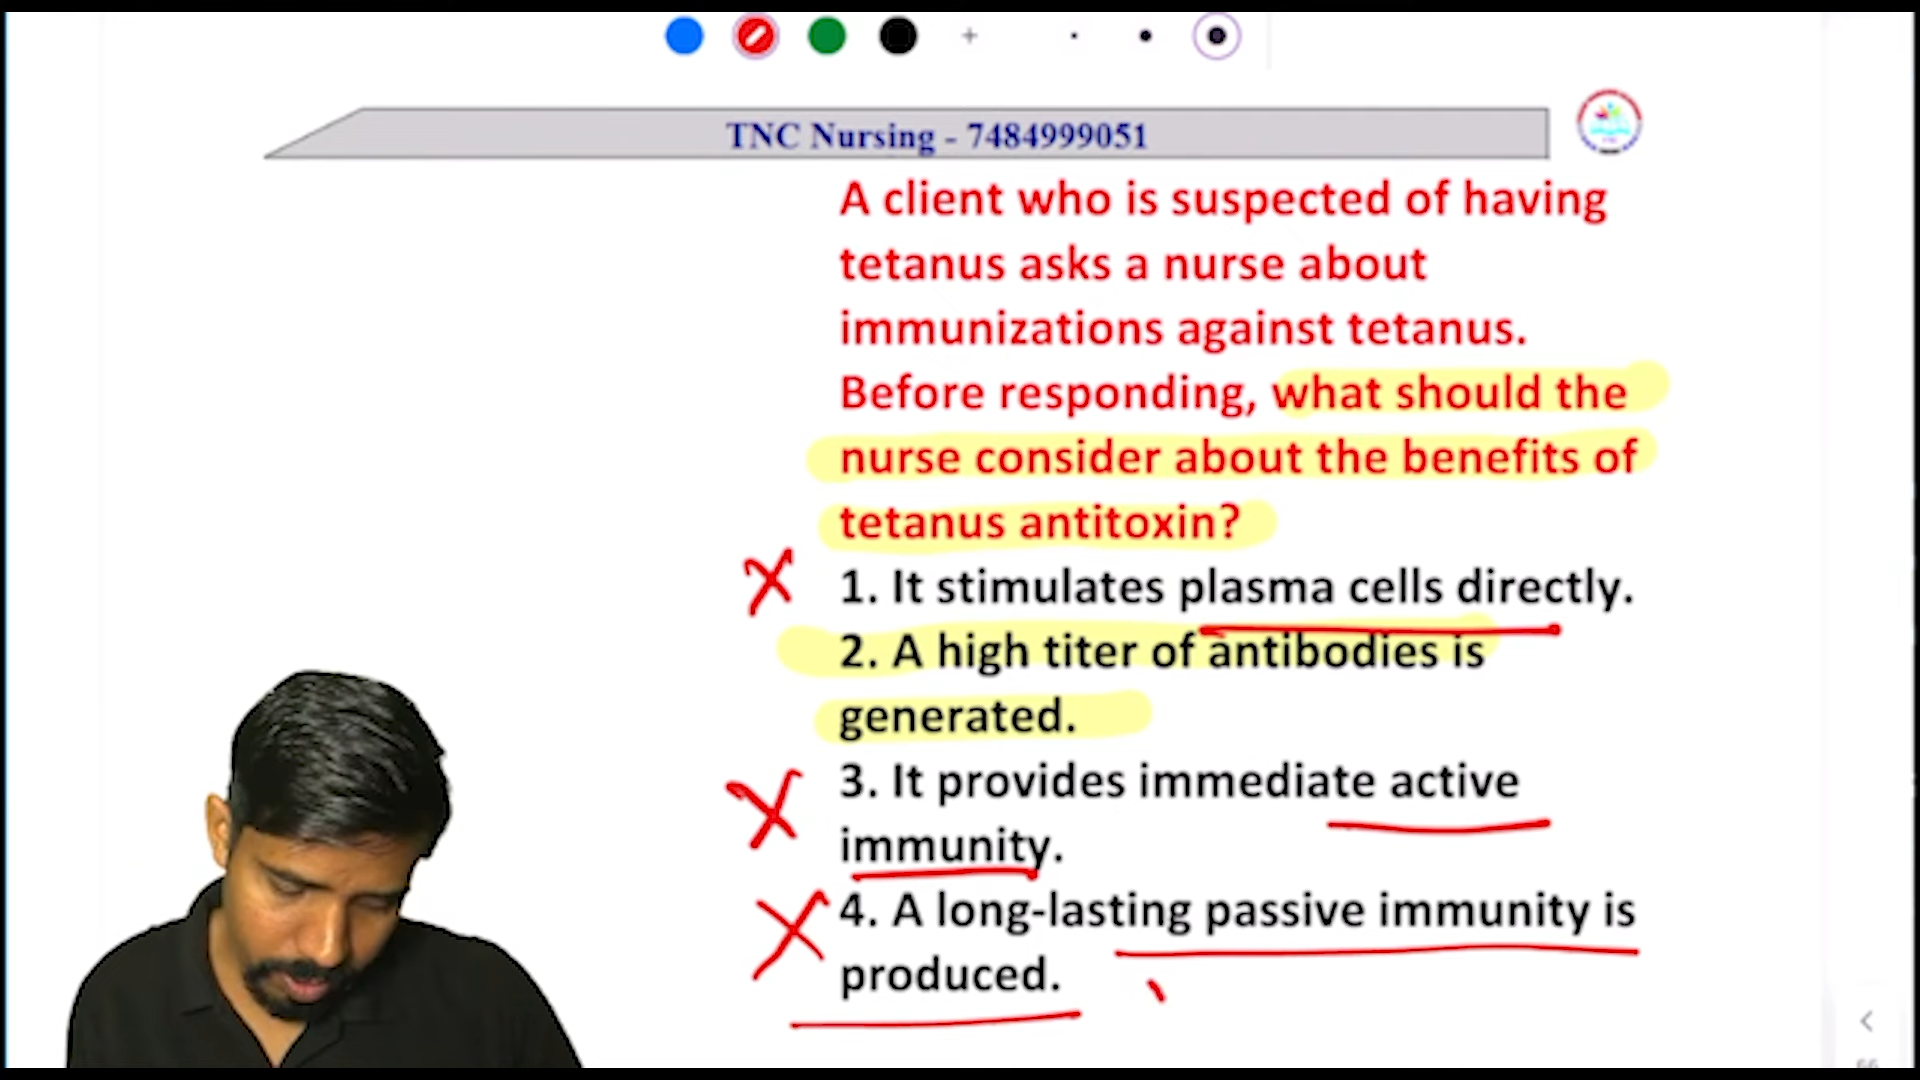 TNC Nursing - 7484999051
A client who is suspected of having
tetanus asks a nurse about
immunizations against tetanus.
Before responding, what should the
nurse consider about the benefits of
tetanus antitoxin?
1. It stimulates plasma cells directly.
2. A high titer of antibodies is
generated.
3. It provides immediate active
immunity.
4. A long-lasting passive immunity is
produced.